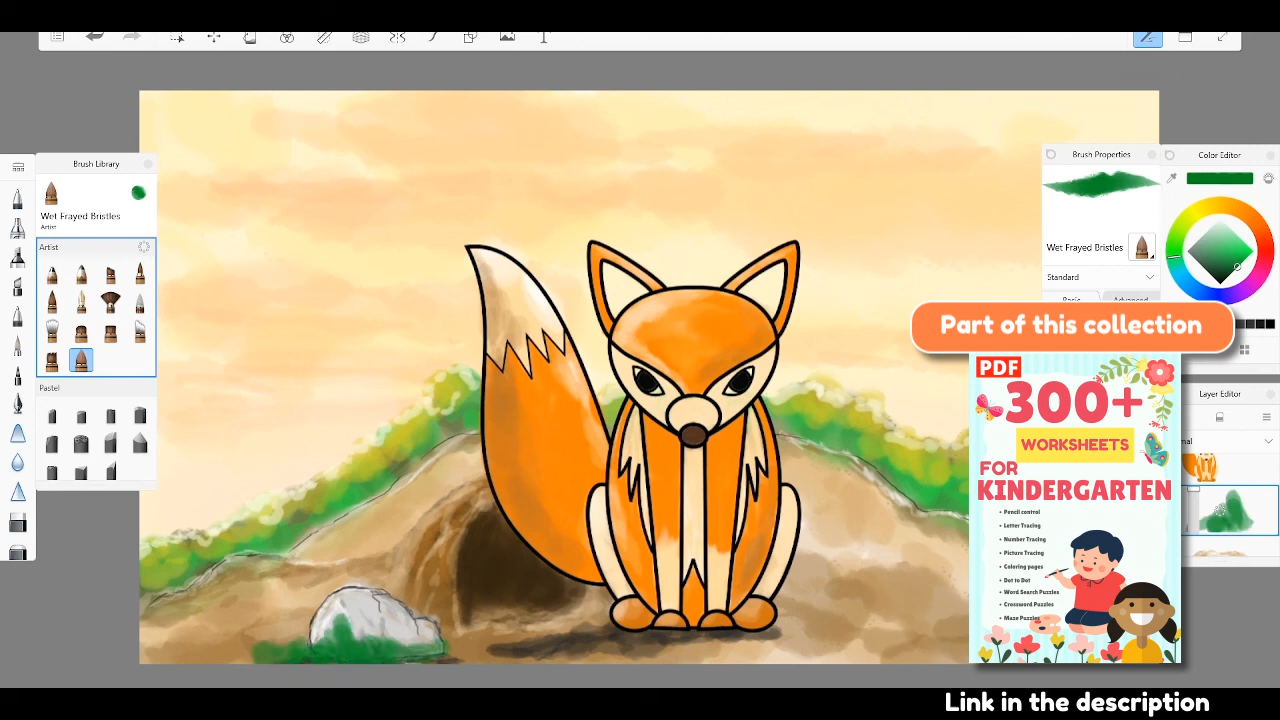 Brush Library
Wet Frayed Bristles
Artist
Artist
Pastel
Brush Properties
Wet Frayed Bristles
Standard
Basic
Advanced
Color Editor
Layer Editor
Part of this collection
PDF
300+
WORKSHEETS
FOR
KINDERGARTEN
• Pencil control
• Letter Tracing
• Number Tracing
• Picture Tracing
• Coloring pages
• Dot to Dot
• Word Search Puzzles
• Crossword Puzzles
• Maze Puzzles
Link in the description